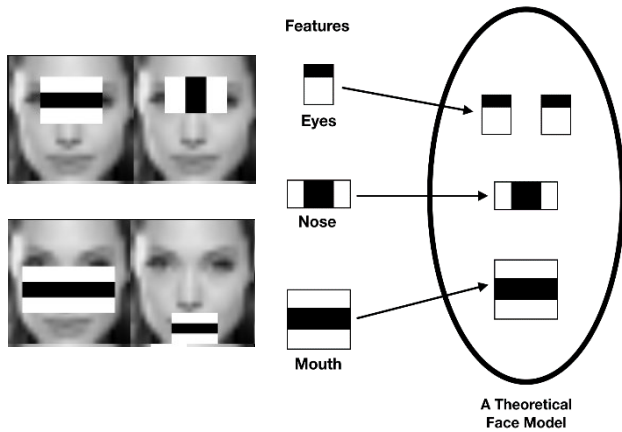 Features
Eyes
Nose
Mouth
A Theoretical
Face Model